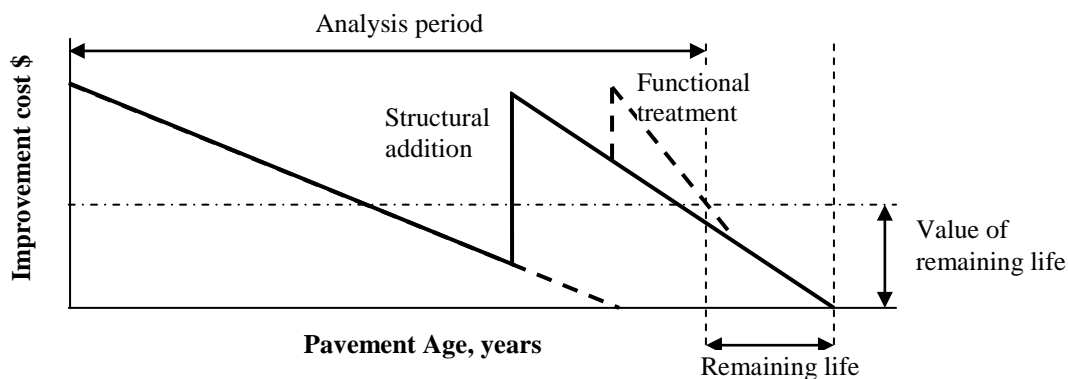 Analysis period
Improvement cost $
Functional
treatment
Structural
addition
Value of
remaining life
Pavement Age, years
Remaining life